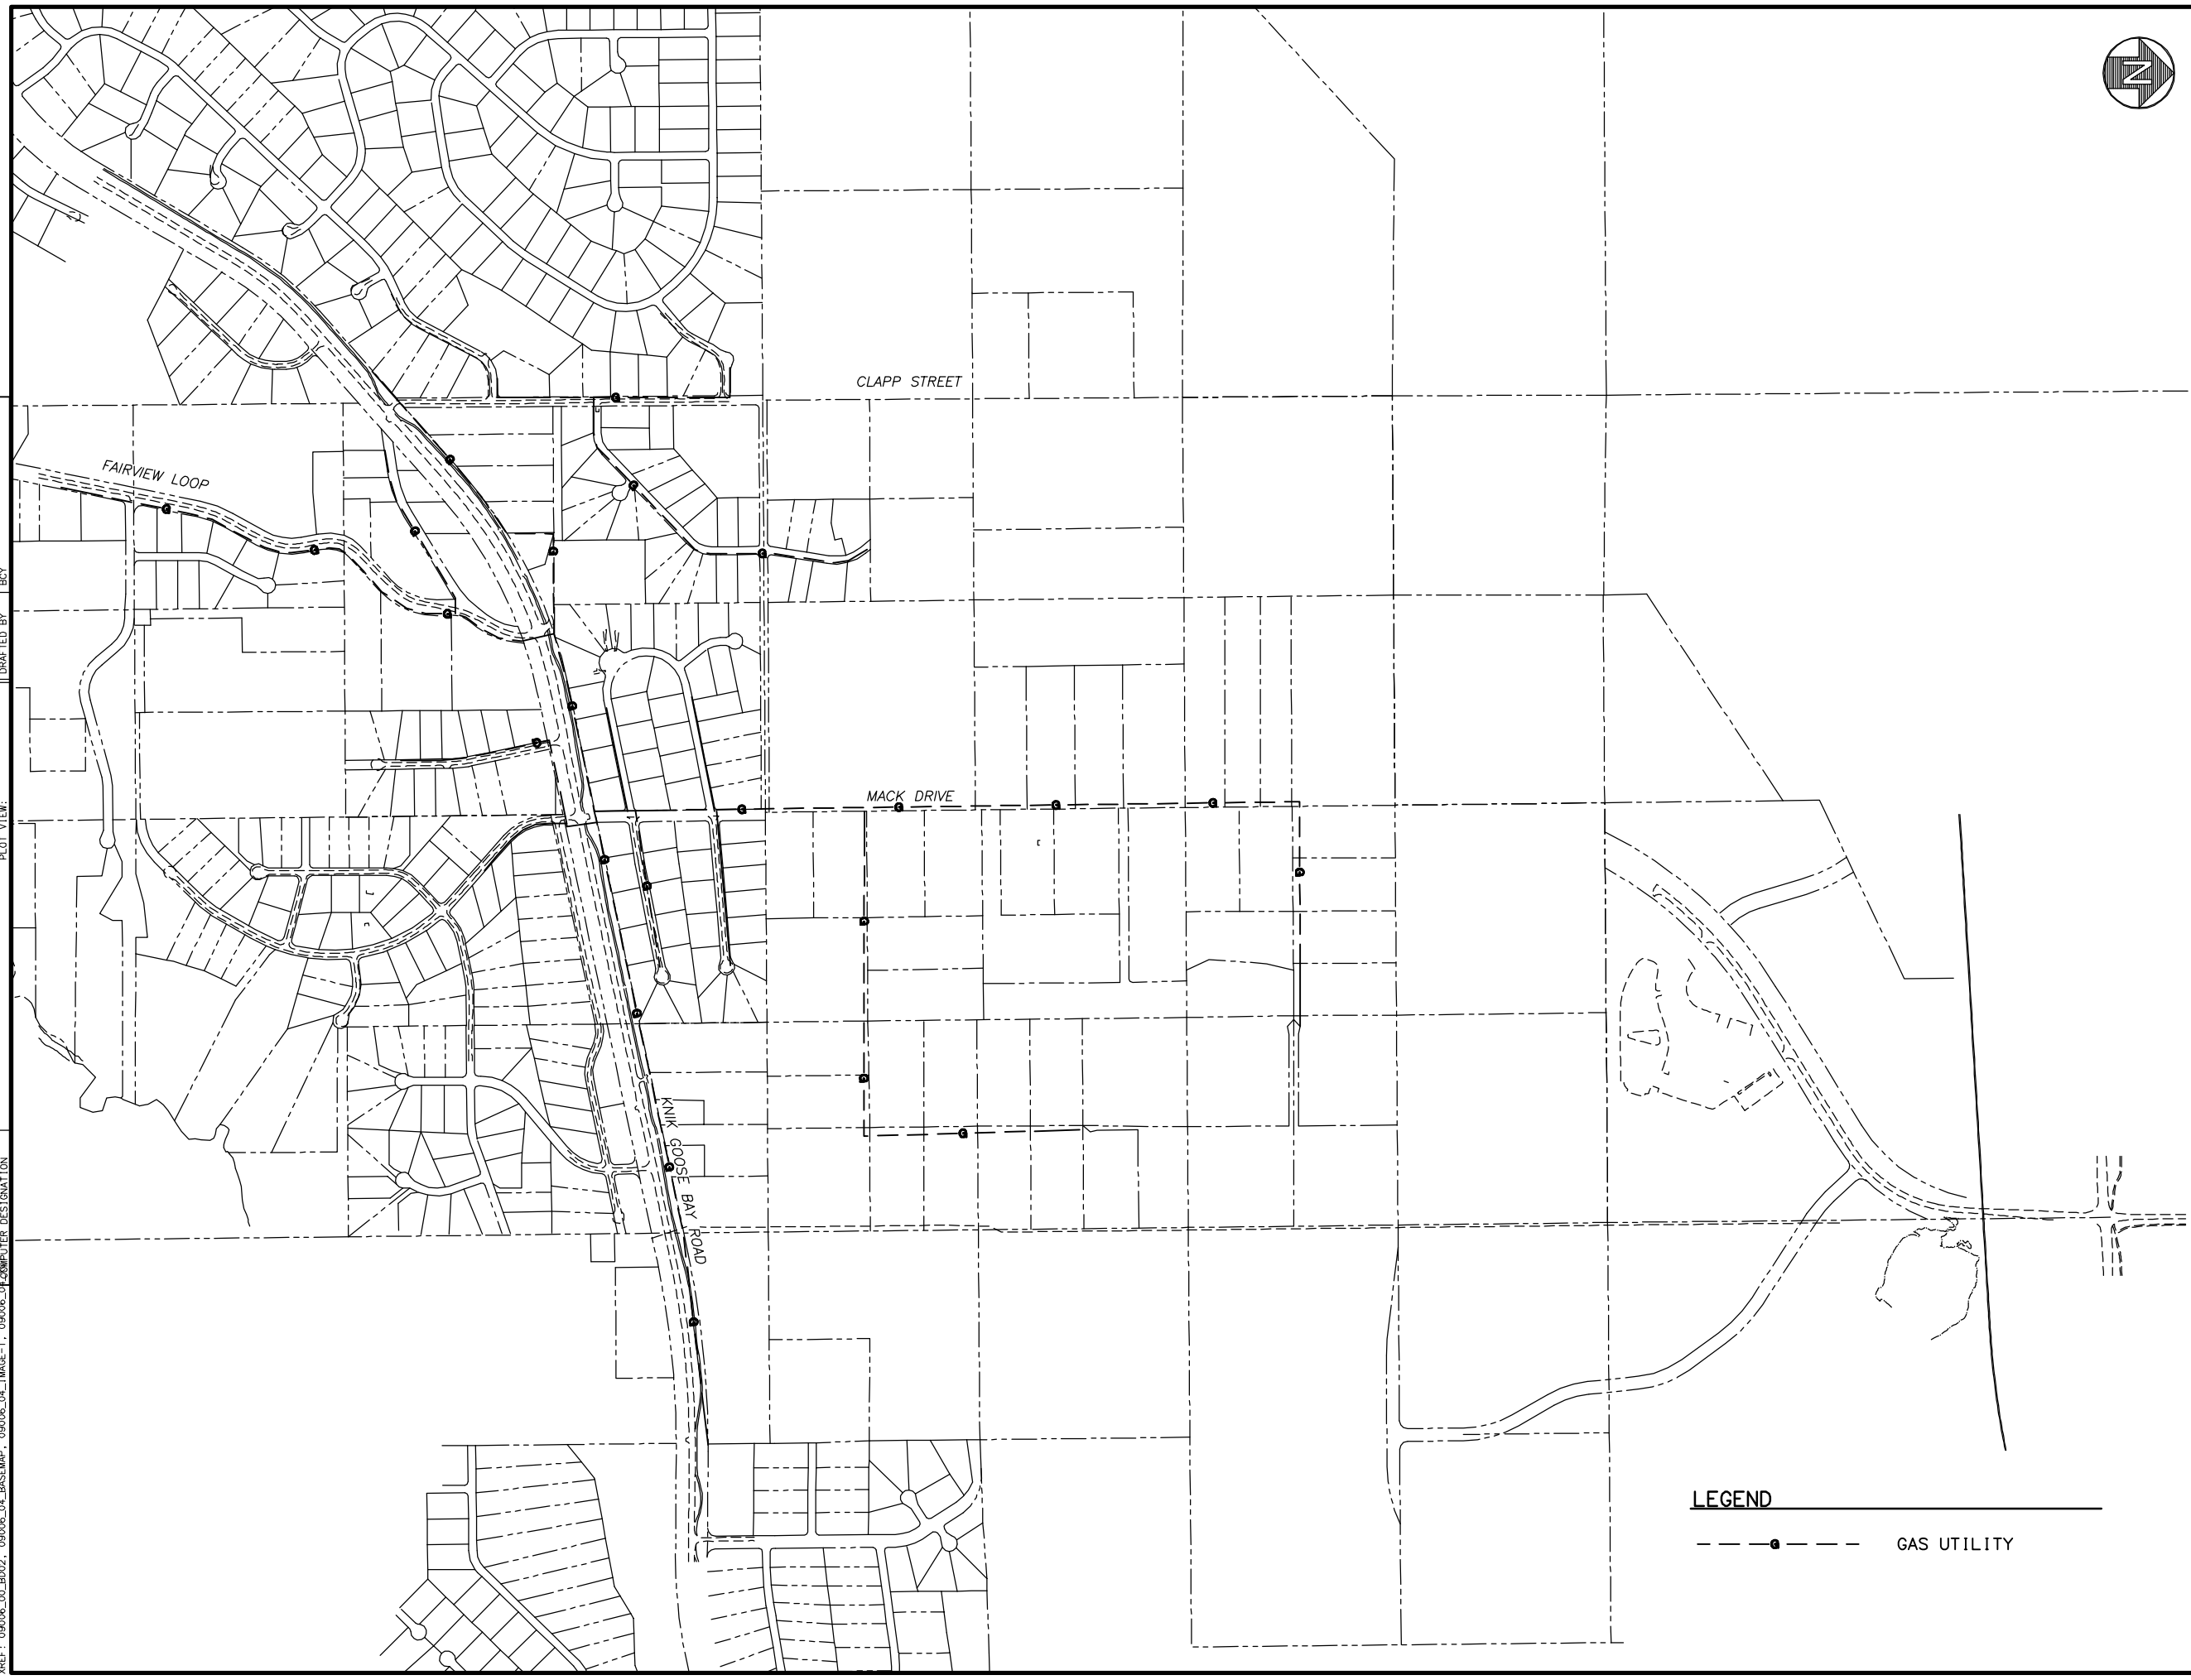 N
CLAPP STREET
FAIRVIEW LOOP
MACK DRIVE
KNIK GOOSE BAY ROAD
LEGEND
G GAS UTILITY
DRAFTED BY BCY
PLOT VIEW:
COMPUTER DESIGNATION